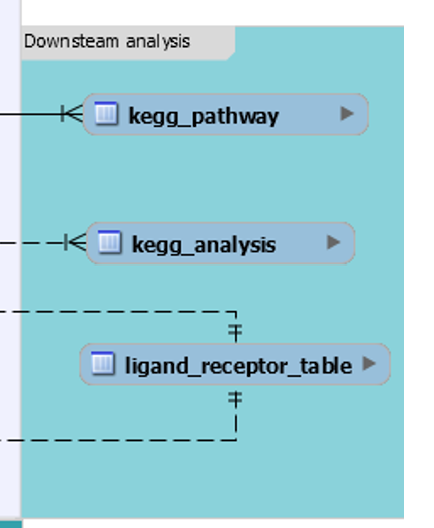 Downsteam analysis
kegg_pathway
kegg_analysis
ligand_receptor_table